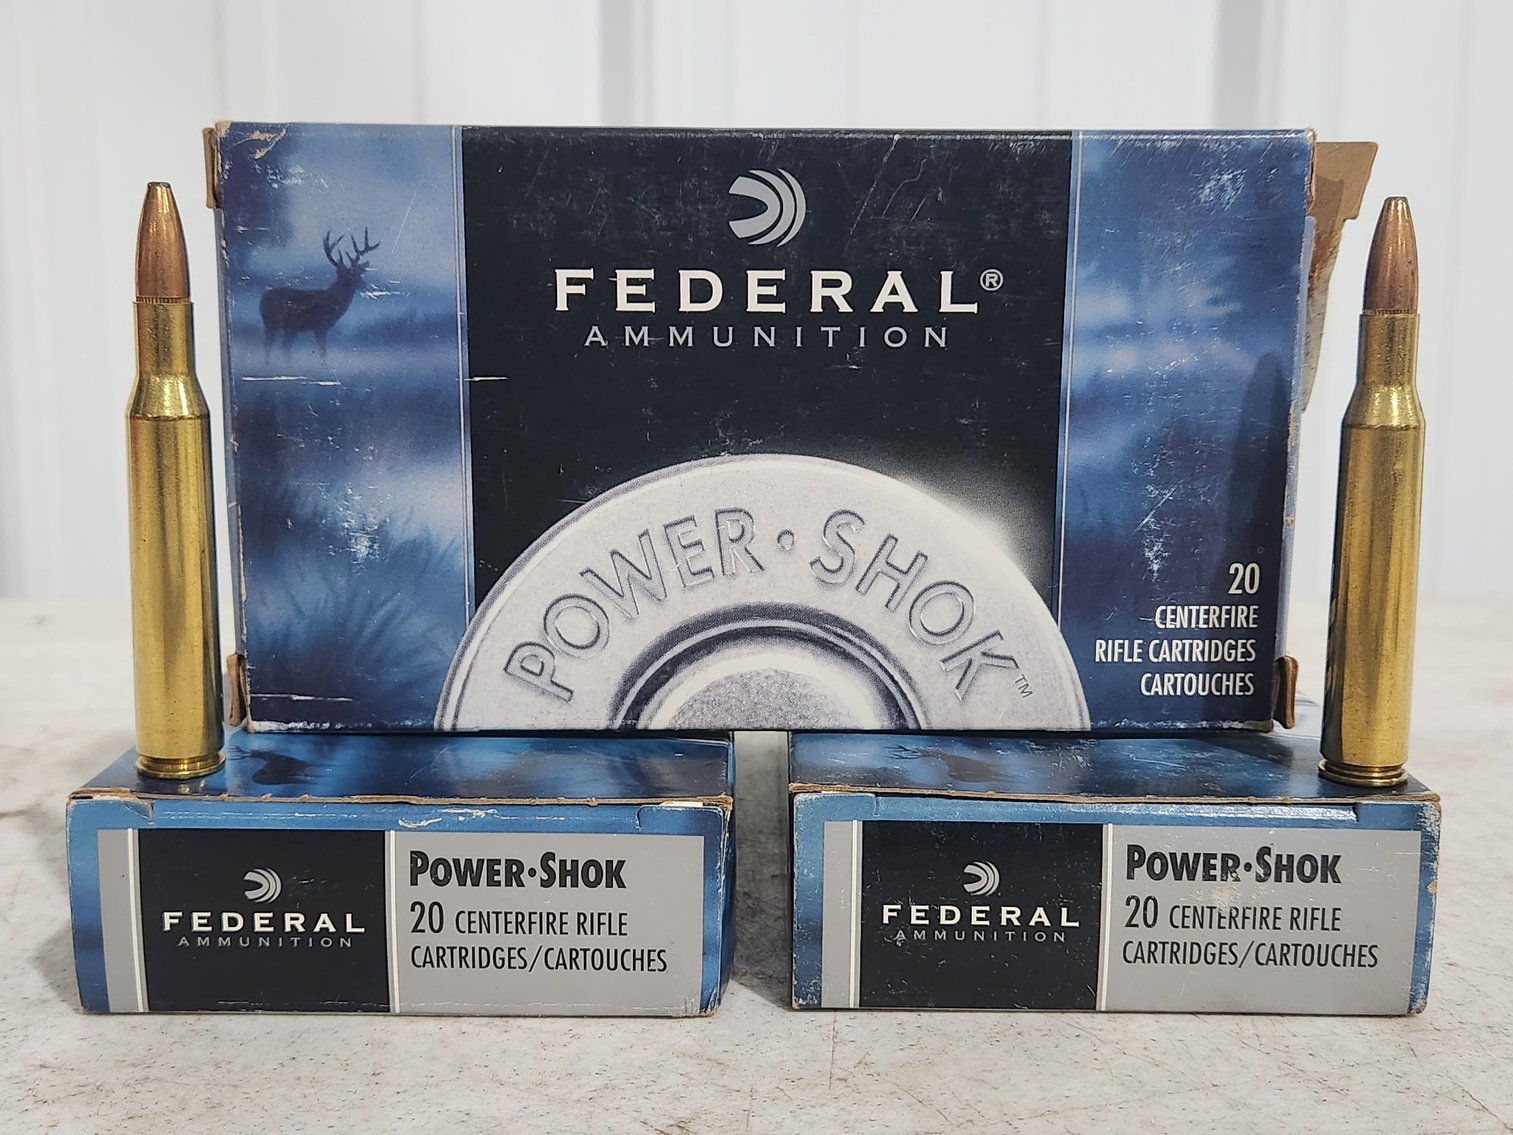 FEDERAL®
AMMUNITION
POWER·SHOK™
20
CENTERFIRE
RIFLE CARTRIDGES
CARTOUCHES
FEDERAL
AMMUNITION
POWER·SHOK
20 CENTERFIRE RIFLE
CARTRIDGES/CARTOUCHES
FEDERAL
AMMUNITION
POWER·SHOK
20 CENTERFIRE RIFLE
CARTRIDGES/CARTOUCHES